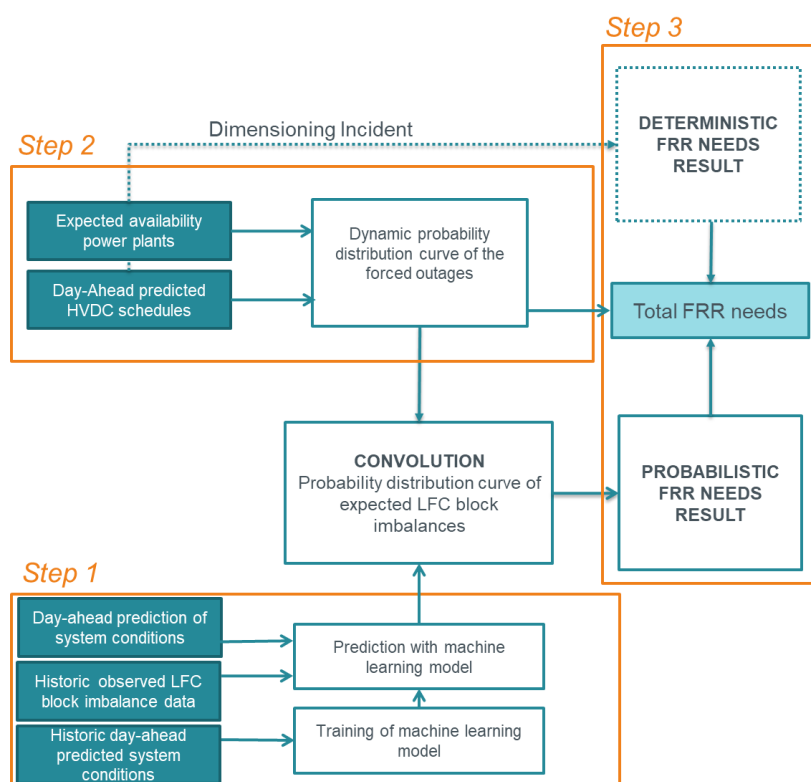 Step 3
DETERMINISTIC
FRR NEEDS
RESULT
Dimensioning Incident
Step 2
Expected availability
power plants
Dynamic probability
distribution curve of the
forced outages
Day-Ahead predicted
HVDC schedules
Total FRR needs
CONVOLUTION
Probability distribution curve of
expected LFC block
imbalances
PROBABILISTIC
FRR NEEDS
RESULT
Step 1
Day-ahead prediction of
system conditions
Prediction with machine
learning model
Historic observed LFC
block imbalance data
Historic day-ahead
predicted system
conditions
Training of machine learning
model